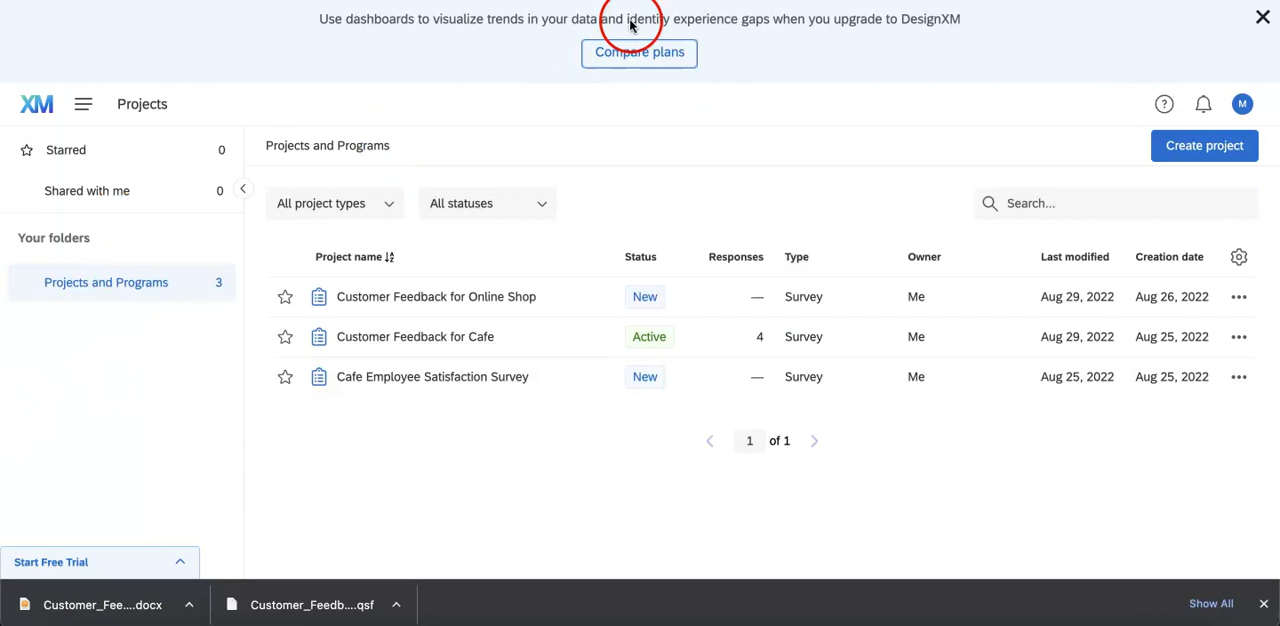 Use dashboards to visualize trends in your data and identify experience gaps when you upgrade to DesignXM
Compare plans
XM
Projects
M
Starred 0
Shared with me 0
Your folders
Projects and Programs 3
Projects and Programs
Create project
All project types
All statuses
Search...
Project name Status Responses Type Owner Last modified Creation date
Customer Feedback for Online Shop New — Survey Me Aug 29, 2022 Aug 26, 2022
Customer Feedback for Cafe Active 4 Survey Me Aug 29, 2022 Aug 25, 2022
Cafe Employee Satisfaction Survey New — Survey Me Aug 25, 2022 Aug 25, 2022
1 of 1
Start Free Trial
Customer_Fee....docx
Customer_Feedb....qsf
Show All